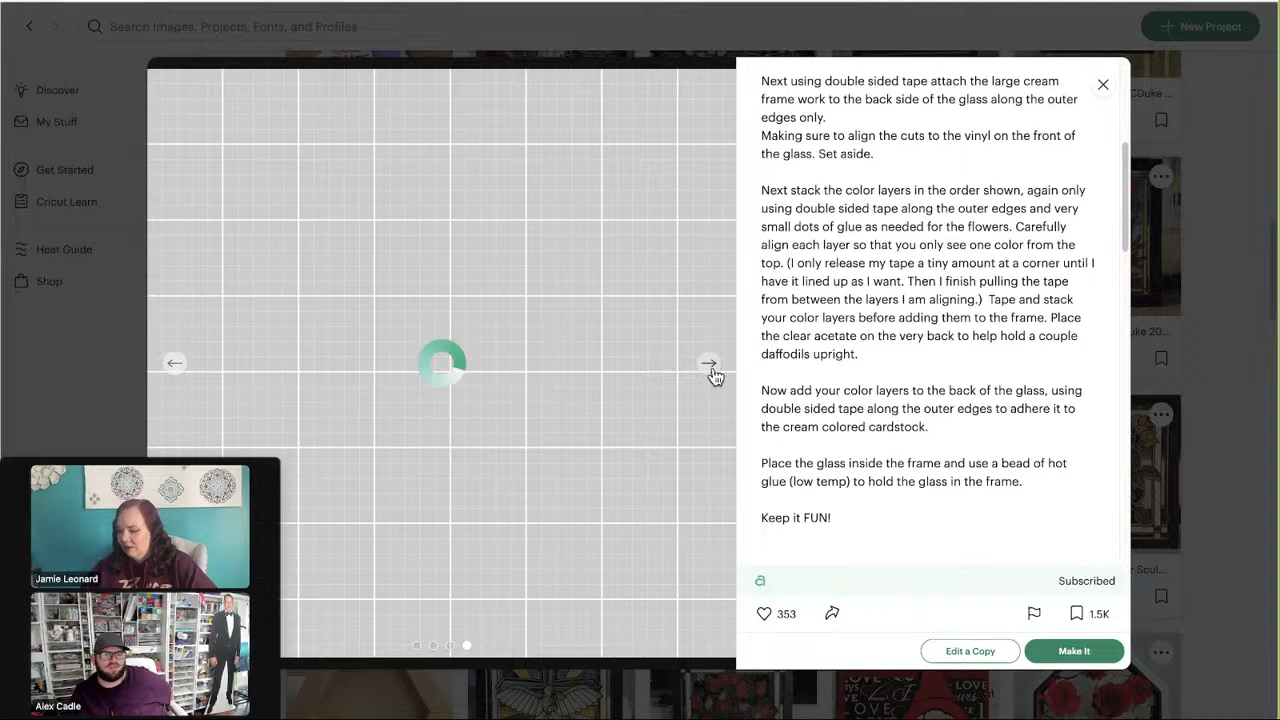 Search Images, Projects, Fonts, and Profiles
New Project
Discover
My Stuff
Get Started
Cricut Learn
Heat Guide
Shop
Next using double sided tape attach the large cream
frame work to the back side of the glass along the outer
edges only.
Making sure to align the cuts to the vinyl on the front of
the glass. Set aside.
Next stack the color layers in the order shown, again only
using double sided tape along the outer edges and very
small dots of glue as needed for the flowers. Carefully
align each layer so that you only see one color from the
top. (I only release my tape a tiny amount at a corner until I
have it lined up as I want. Then I finish pulling the tape
from between the layers I am aligning.)  Tape and stack
your color layers before adding them to the frame. Place
the clear acetate on the very back to help hold a couple
daffodils upright.
Now add your color layers to the back of the glass, using
double sided tape along the outer edges to adhere it to
the cream colored cardstock.
Place the glass inside the frame and use a bead of hot
glue (low temp) to hold the glass in the frame.
Keep it FUN!
Subscribed
353
1.5K
Edit a Copy
Make It
CDuke ...
Duke 20...
r Scul...
Jamie Leonard
Alex Cadle
LOVE
LOVE